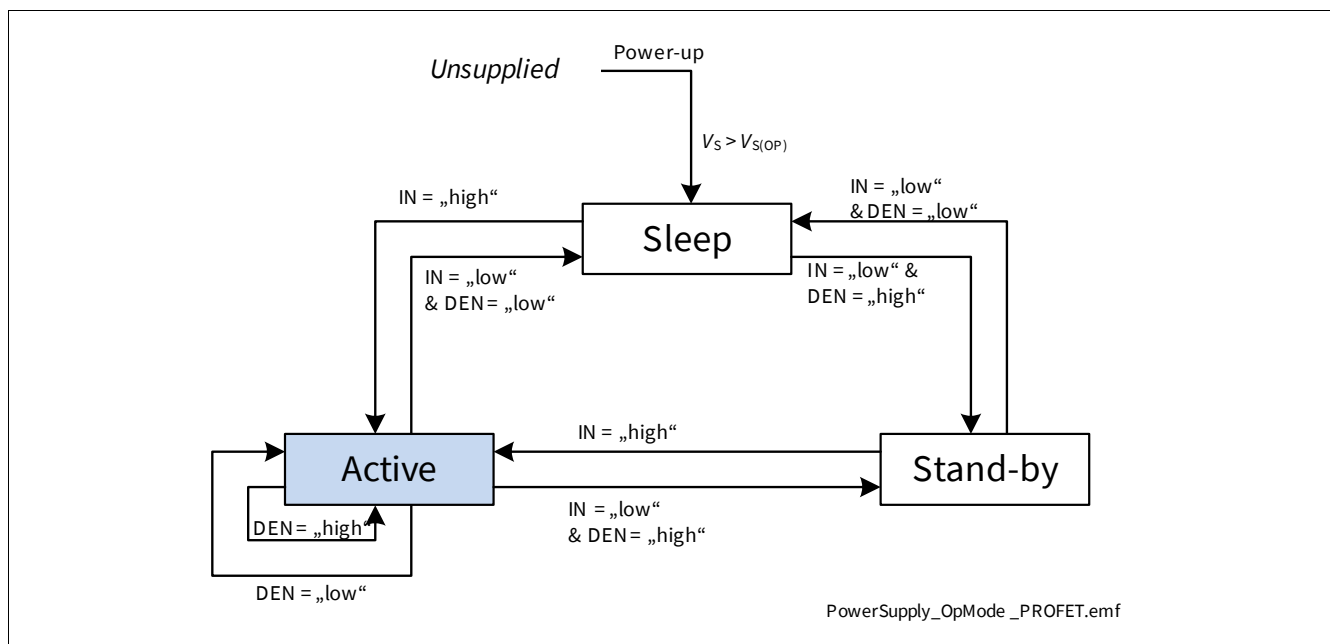 Power-up
Unsupplied
VS > VS(OP)
IN = „high“
IN = „low“
& DEN = „low“
Sleep
IN = „low“
& DEN = „low“
IN = „low“ &
DEN = „high“
IN = „high“
Active
Stand-by
DEN = „high“
IN = „low“
& DEN = „high“
DEN = „low“
PowerSupply_OpMode _PROFET.emf